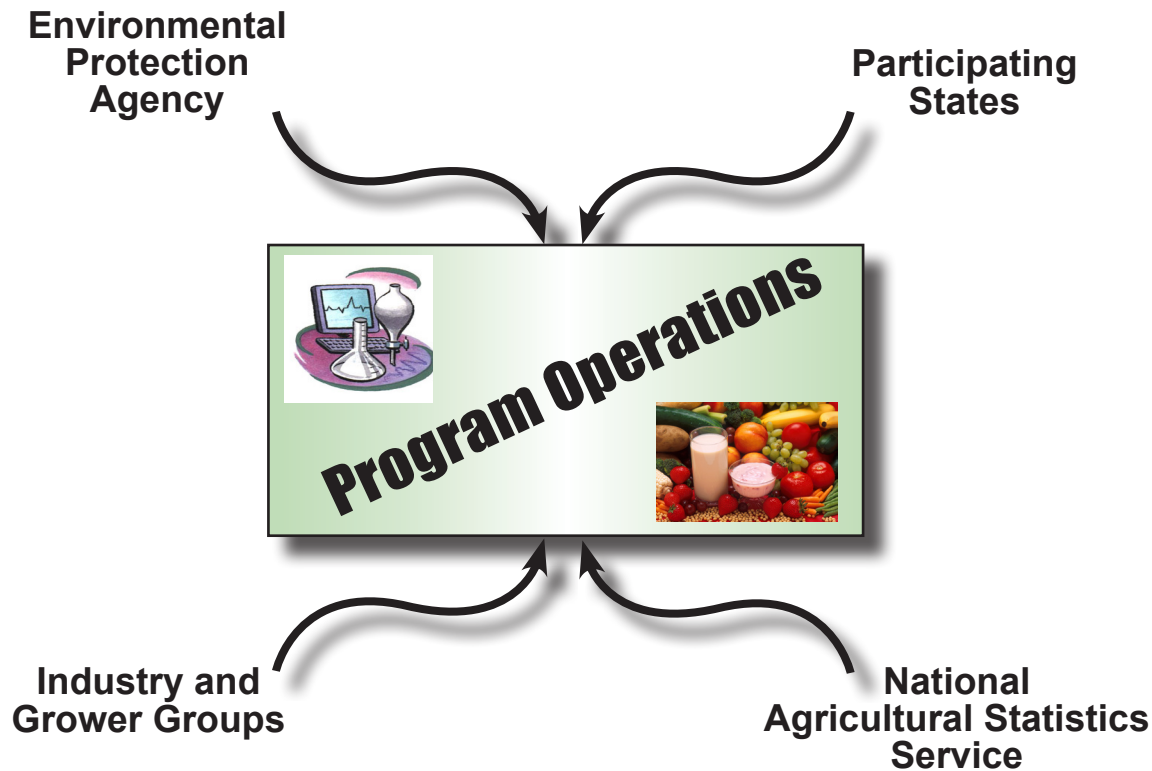 Environmental
Protection
Agency
Participating
States
Program Operations
Industry and
Grower Groups
National
Agricultural Statistics
Service